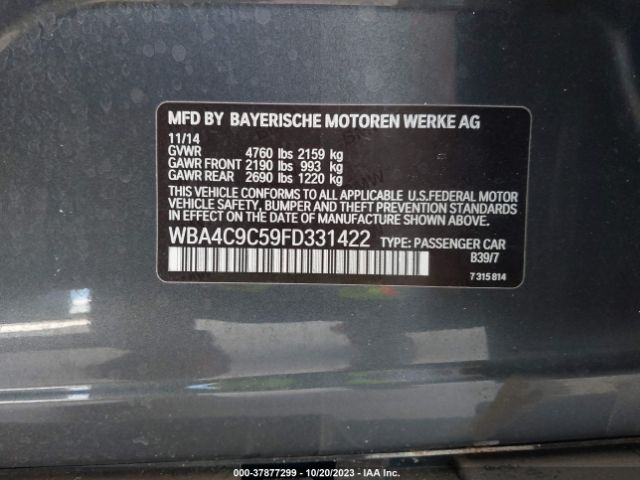 MFD BY BAYERISCHE MOTOREN WERKE AG
11/14
GVWR 4760 lbs 2159 kg
GAWR FRONT 2190 lbs 993 kg
GAWR REAR 2690 lbs 1220 kg
THIS VEHICLE CONFORMS TO ALL APPLICABLE U.S.FEDERAL MOTOR
VEHICLE SAFETY, BUMPER, AND THEFT PREVENTION STANDARDS
IN EFFECT ON THE DATE OF MANUFACTURE SHOWN ABOVE.
WBA4C9C59FD331422 TYPE: PASSENGER CAR
B39/7
7315814
000-37877299 - 10/20/2023 - IAA Inc.